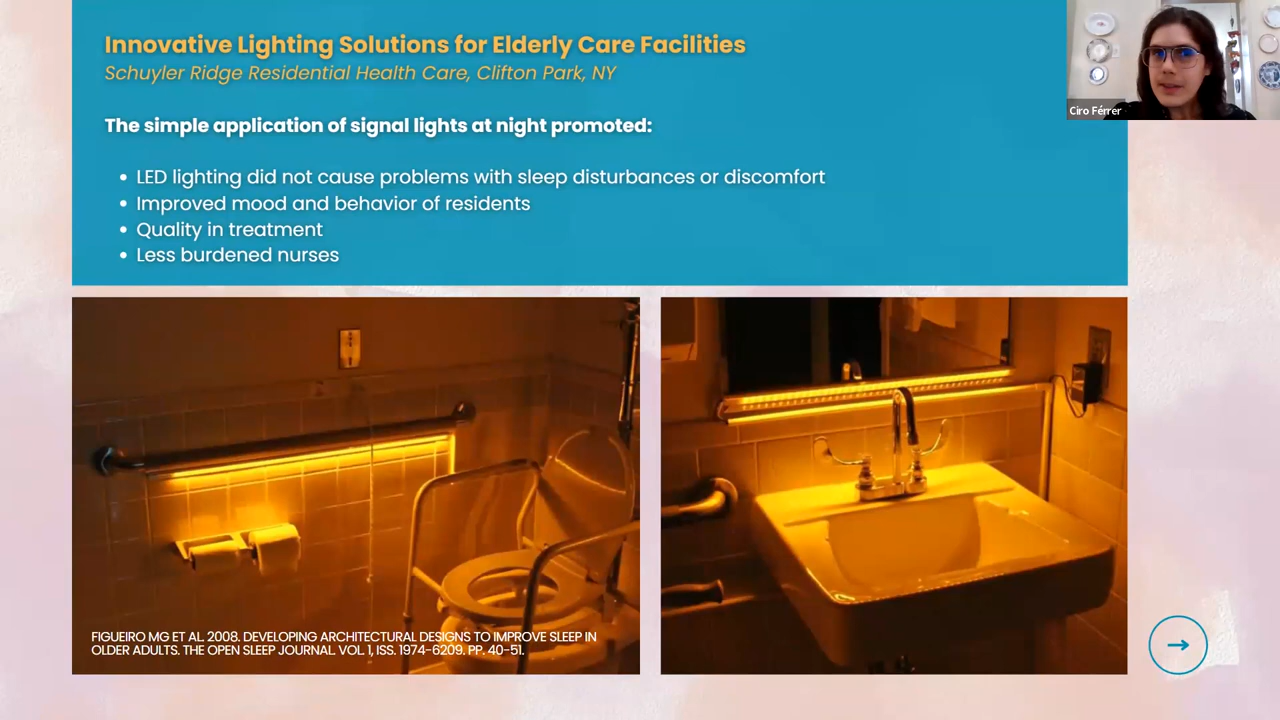 Innovative Lighting Solutions for Elderly Care Facilities
Schuyler Ridge Residential Health Care, Clifton Park, NY
Ciro Férrer
The simple application of signal lights at night promoted:
• LED lighting did not cause problems with sleep disturbances or discomfort
• Improved mood and behavior of residents
• Quality in treatment
• Less burdened nurses
FIGUEIRO MG ET AL. 2008. DEVELOPING ARCHITECTURAL DESIGNS TO IMPROVE SLEEP IN
OLDER ADULTS. THE OPEN SLEEP JOURNAL. VOL. 1, ISS. 1974-6209. PP. 40-51.